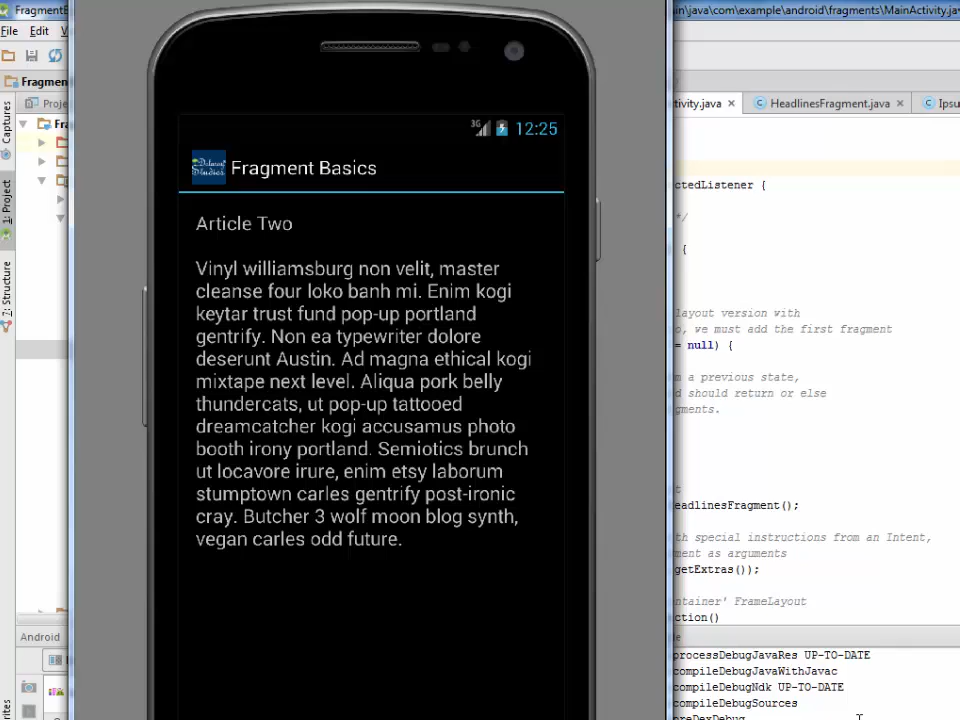 FragmentB
in\java\com\example\android\fragments\MainActivity.jav
File Edit V
Fragmen
Proje
ctivity.java × HeadlinesFragment.java × Ipsu
Captures
1: Project
7: Structure
Fra
3G 12:25
Fragment Basics
Article Two
Vinyl williamsburg non velit, master
cleanse four loko banh mi. Enim kogi
keytar trust fund pop-up portland
gentrify. Non ea typewriter dolore
deserunt Austin. Ad magna ethical kogi
mixtape next level. Aliqua pork belly
thundercats, ut pop-up tattooed
dreamcatcher kogi accusamus photo
booth irony portland. Semiotics brunch
ut locavore irure, enim etsy laborum
stumptown carles gentrify post-ironic
cray. Butcher 3 wolf moon blog synth,
vegan carles odd future.
ctedListener {
*/
{
layout version with
o, we must add the first fragment
= null) {
m a previous state,
d should return or else
gments.
t
eadlinesFragment();
th special instructions from an Intent,
ment as arguments
getExtras());
ntainer' FrameLayout
ction()
Android
processDebugJavaRes UP-TO-DATE
compileDebugJavaWithJavac
compileDebugNdk UP-TO-DATE
compileDebugSources
preDexDebug